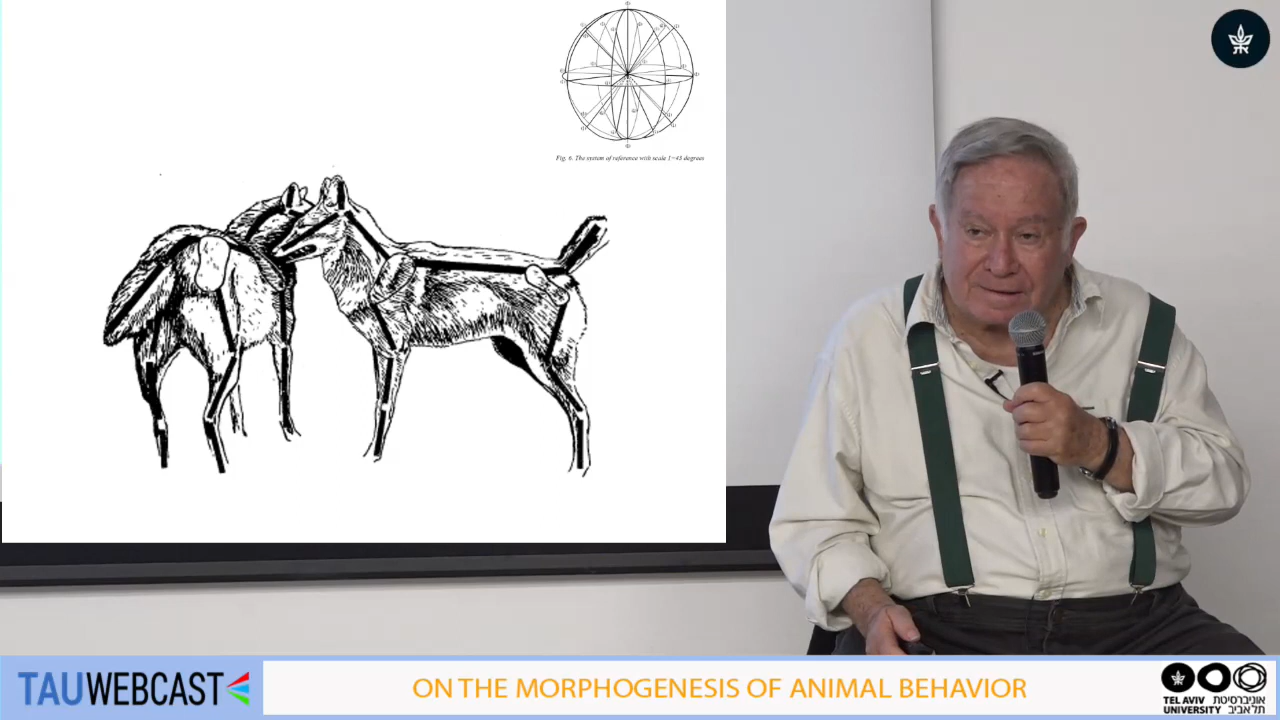 Fig. 6. The system of reference with scale 1=45 degrees
TAUWEBCAST
ON THE MORPHOGENESIS OF ANIMAL BEHAVIOR
TEL AVIV אוניברסיטת
UNIVERSITY תל אביב